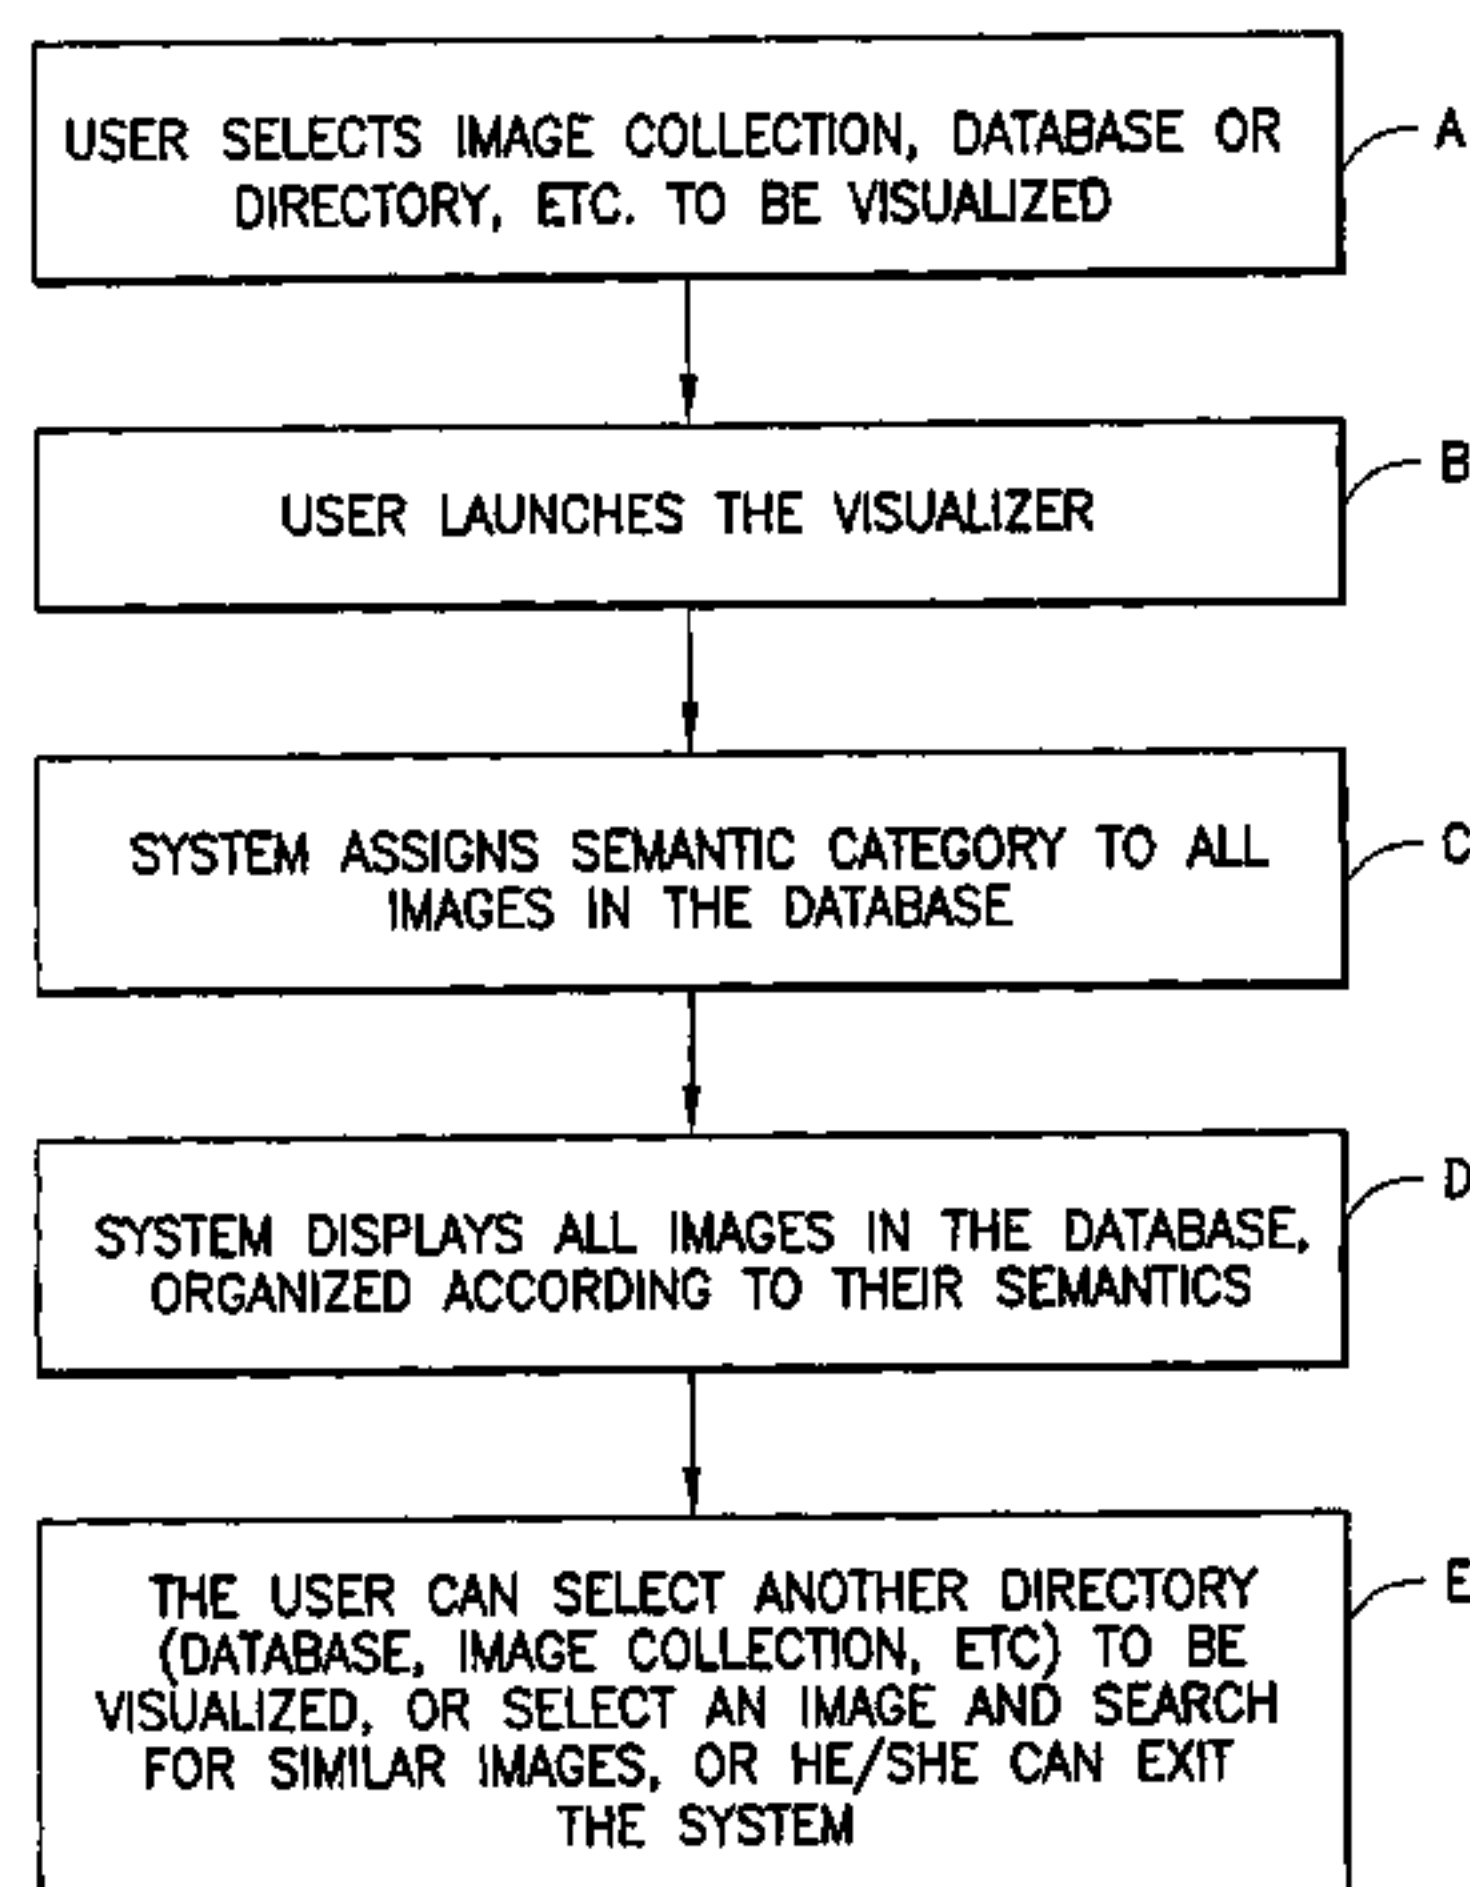 USER SELECTS IMAGE COLLECTION, DATABASE OR
DIRECTORY, ETC. TO BE VISUALIZED
A
USER LAUNCHES THE VISUALIZER
B
SYSTEM ASSIGNS SEMANTIC CATEGORY TO ALL
IMAGES IN THE DATABASE
C
SYSTEM DISPLAYS ALL IMAGES IN THE DATABASE,
ORGANIZED ACCORDING TO THEIR SEMANTICS
D
THE USER CAN SELECT ANOTHER DIRECTORY
(DATABASE, IMAGE COLLECTION, ETC) TO BE
VISUALIZED, OR SELECT AN IMAGE AND SEARCH
FOR SIMILAR IMAGES, OR HE/SHE CAN EXIT
THE SYSTEM
E